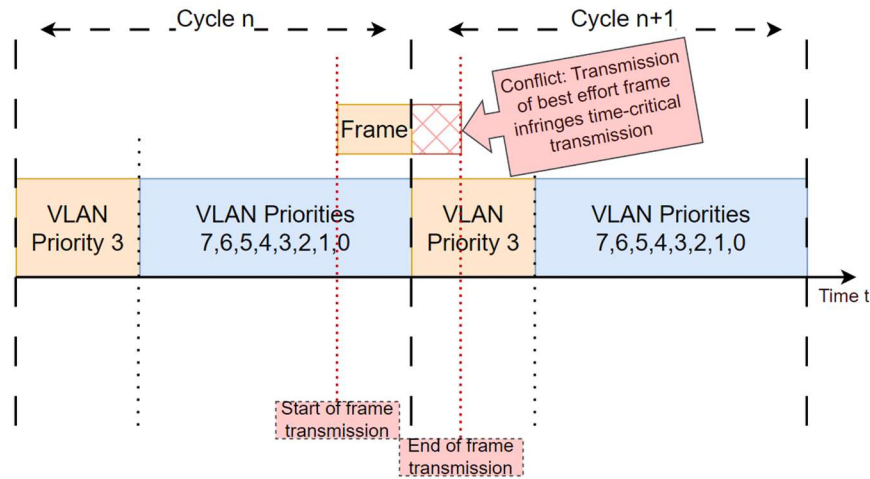 Cycle n
Cycle n+1
Conflict: Transmission
of best effort frame
infringes time-critical
transmission
Frame
VLAN
Priority 3
VLAN Priorities
7,6,5,4,3,2,1,0
VLAN
Priority 3
VLAN Priorities
7,6,5,4,3,2,1,0
Time t
Start of frame
transmission
End of frame
transmission